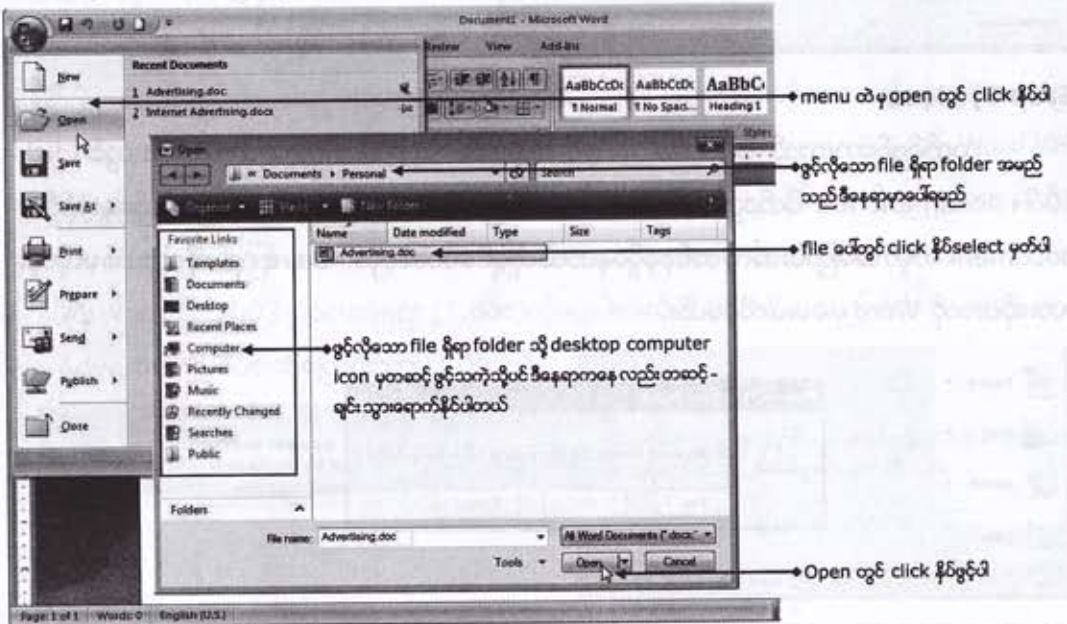 Document1 - Microsoft Word
Review View Add-Ins
Recent Documents
1 Advertising.doc
2 Internet Advertising.docx
New
Open
Save
Save As
Print
Prepare
Send
Publish
Close
AaBbCcDc AaBbCcDc AaBbCc
¶ Normal ¶ No Spaci... Heading 1
Styles
menu ထဲမှ open တွင် click နှိပ်ပါ
Open
Documents Personal
Search
ဖွင့်လိုသော file ရှိရာ folder အမည်
သည်ဒီနေရာမှာပေါ်ရမည်
Name Date modified Type Size Tags
Advertising.doc
file ပေါ်တွင် click နှိပ် select မှတ်ပါ
Favorite Links
Templates
Documents
Desktop
Recent Places
Computer
Pictures
Music
Recently Changed
Searches
Public
ဖွင့်လိုသော file ရှိရာ folder သို့ desktop computer
icon မှတဆင့် ဖွင့်သကဲ့သို့ပင် ဒီနေရာကနေ လည်း တဆင့် -
ချင်း သွားရောက်နိုင်ပါတယ်
Folders
File name: Advertising.doc
All Word Documents (*.docx;
Tools Open Cancel
Open တွင် click နှိပ်ဖွင့်ပါ
Page: 1 of 1 Words: 0 English (U.S.)